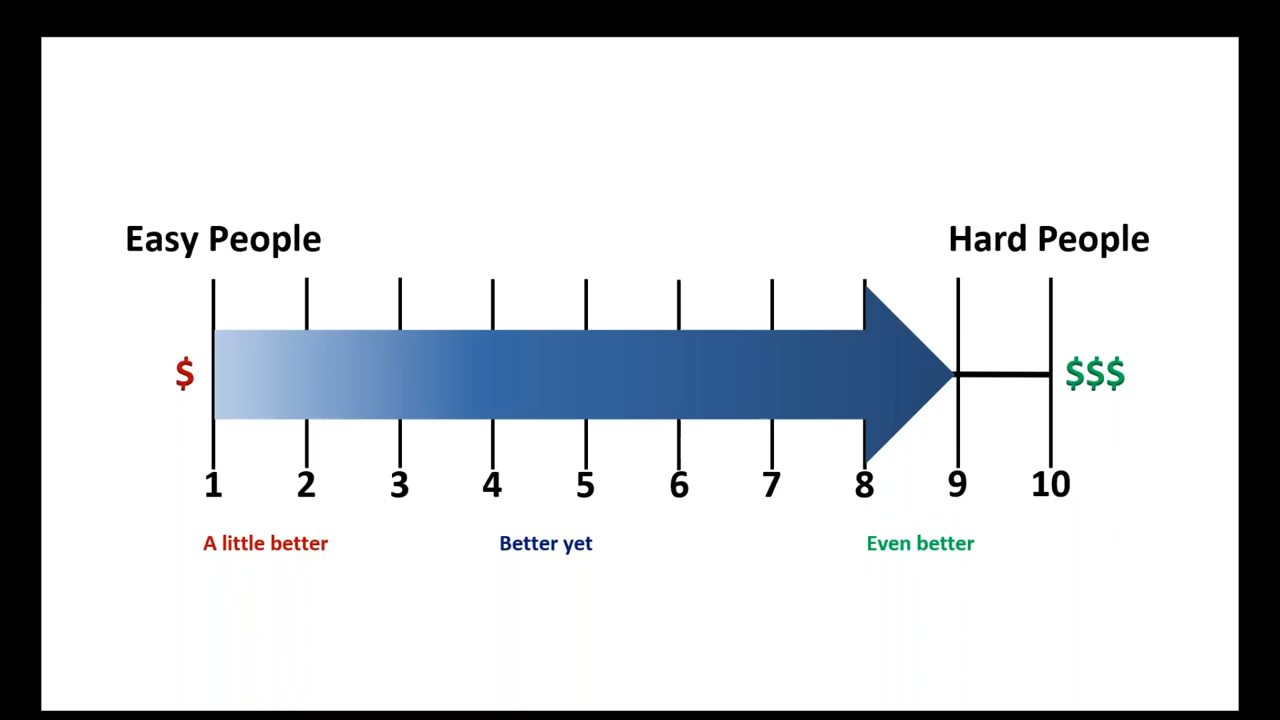 Easy People
Hard People
$
$$$
1 2 3 4 5 6 7 8 9 10
A little better
Better yet
Even better